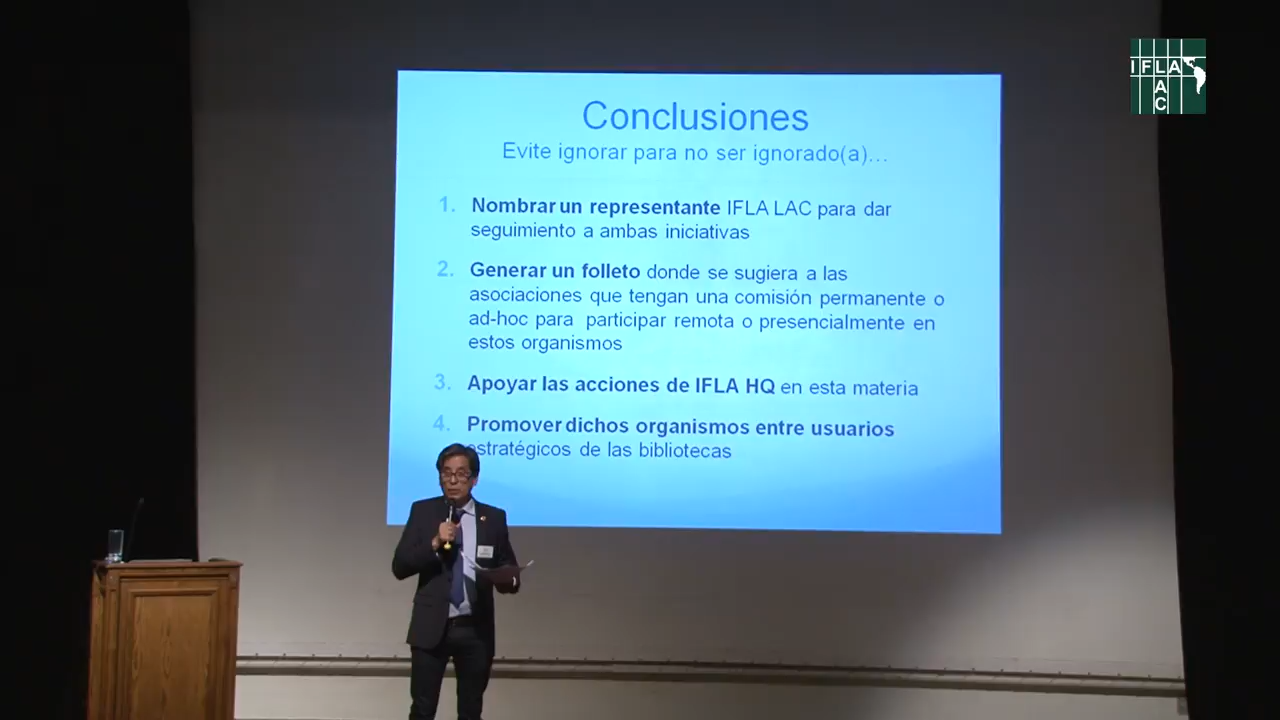 IFLA
A
C
Conclusiones
Evite ignorar para no ser ignorado(a)...
1. Nombrar un representante IFLA LAC para dar
seguimiento a ambas iniciativas
2. Generar un folleto donde se sugiera a las
asociaciones que tengan una comisión permanente o
ad-hoc para participar remota o presencialmente en
estos organismos
3. Apoyar las acciones de IFLA HQ en esta materia
4. Promover dichos organismos entre usuarios
estratégicos de las bibliotecas